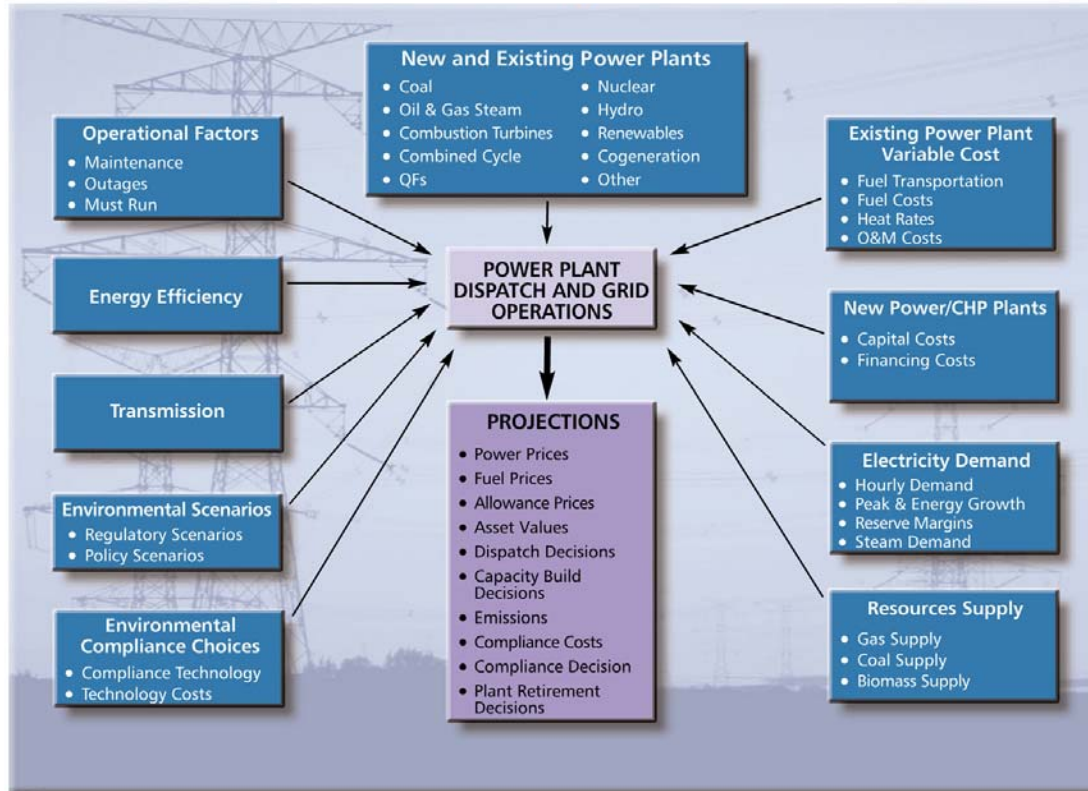 New and Existing Power Plants
• Coal
• Oil & Gas Steam
• Combustion Turbines
• Combined Cycle
• QFs
• Nuclear
• Hydro
• Renewables
• Cogeneration
• Other
Operational Factors
• Maintenance
• Outages
• Must Run
Energy Efficiency
Transmission
Environmental Scenarios
• Regulatory Scenarios
• Policy Scenarios
Environmental
Compliance Choices
• Compliance Technology
• Technology Costs
POWER PLANT
DISPATCH AND GRID
OPERATIONS
PROJECTIONS
• Power Prices
• Fuel Prices
• Allowance Prices
• Asset Values
• Dispatch Decisions
• Capacity Build
Decisions
• Emissions
• Compliance Costs
• Compliance Decision
• Plant Retirement
Decisions
Existing Power Plant
Variable Cost
• Fuel Transportation
• Fuel Costs
• Heat Rates
• O&M Costs
New Power/CHP Plants
• Capital Costs
• Financing Costs
Electricity Demand
• Hourly Demand
• Peak & Energy Growth
• Reserve Margins
• Steam Demand
Resources Supply
• Gas Supply
• Coal Supply
• Biomass Supply